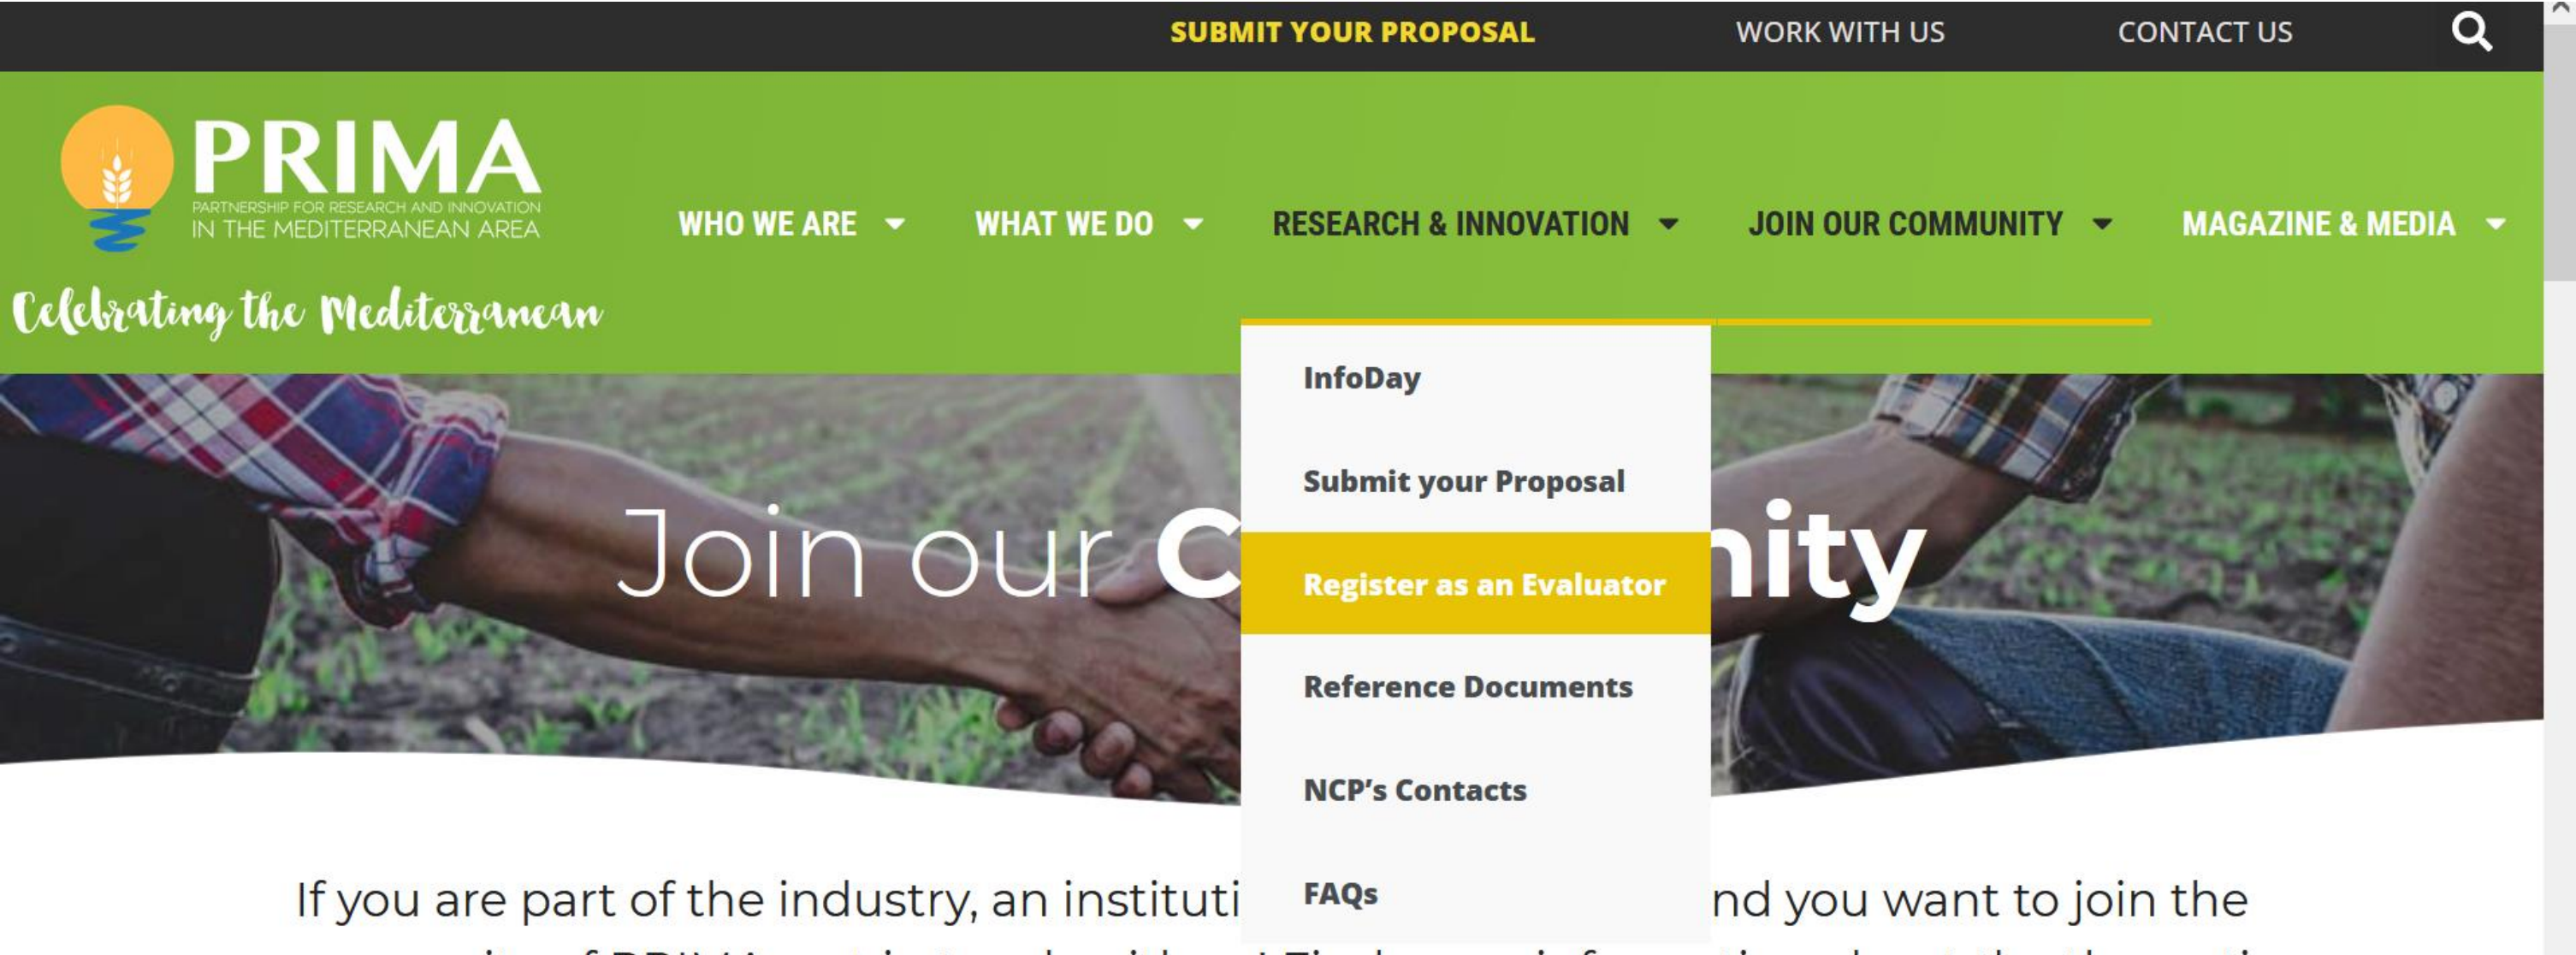 SUBMIT YOUR PROPOSAL WORK WITH US CONTACT US
PRIMA
PARTNERSHIP FOR RESEARCH AND INNOVATION
IN THE MEDITERRANEAN AREA
Celebrating the Mediterranean
WHO WE ARE WHAT WE DO RESEARCH & INNOVATION JOIN OUR COMMUNITY MAGAZINE & MEDIA
InfoDay
Submit your Proposal
Register as an Evaluator
Reference Documents
NCP's Contacts
FAQs
Join our C nity
If you are part of the industry, an instituti nd you want to join the